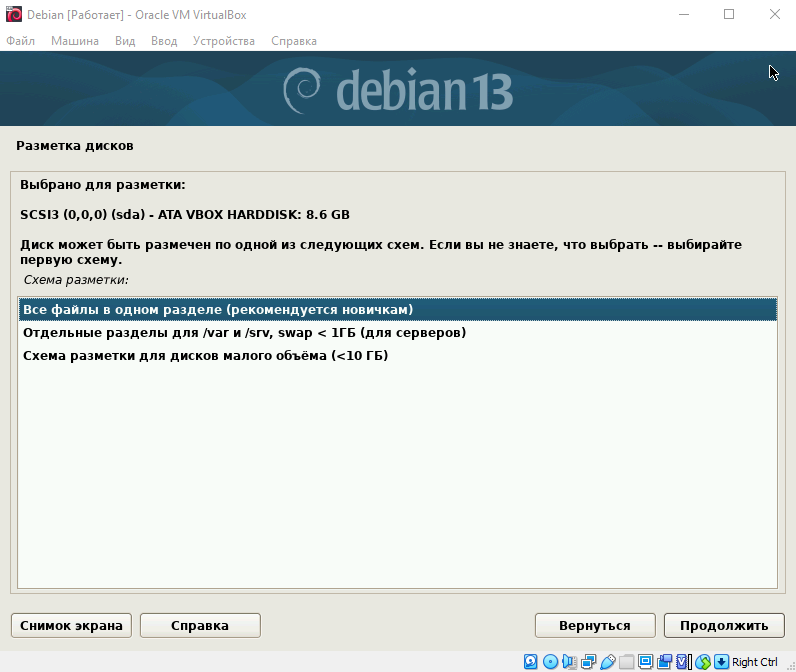 Debian [Работает] - Oracle VM VirtualBox
Файл Машина Вид Ввод Устройства Справка
debian 13
Разметка дисков
Выбрано для разметки:
SCSI3 (0,0,0) (sda) - ATA VBOX HARDDISK: 8.6 GB
Диск может быть размечен по одной из следующих схем. Если вы не знаете, что выбрать -- выбирайте
первую схему.
Схема разметки:
Все файлы в одном разделе (рекомендуется новичкам)
Отдельные разделы для /var и /srv, swap < 1ГБ (для серверов)
Схема разметки для дисков малого объёма (<10 ГБ)
Снимок экрана Справка Вернуться Продолжить
Right Ctrl